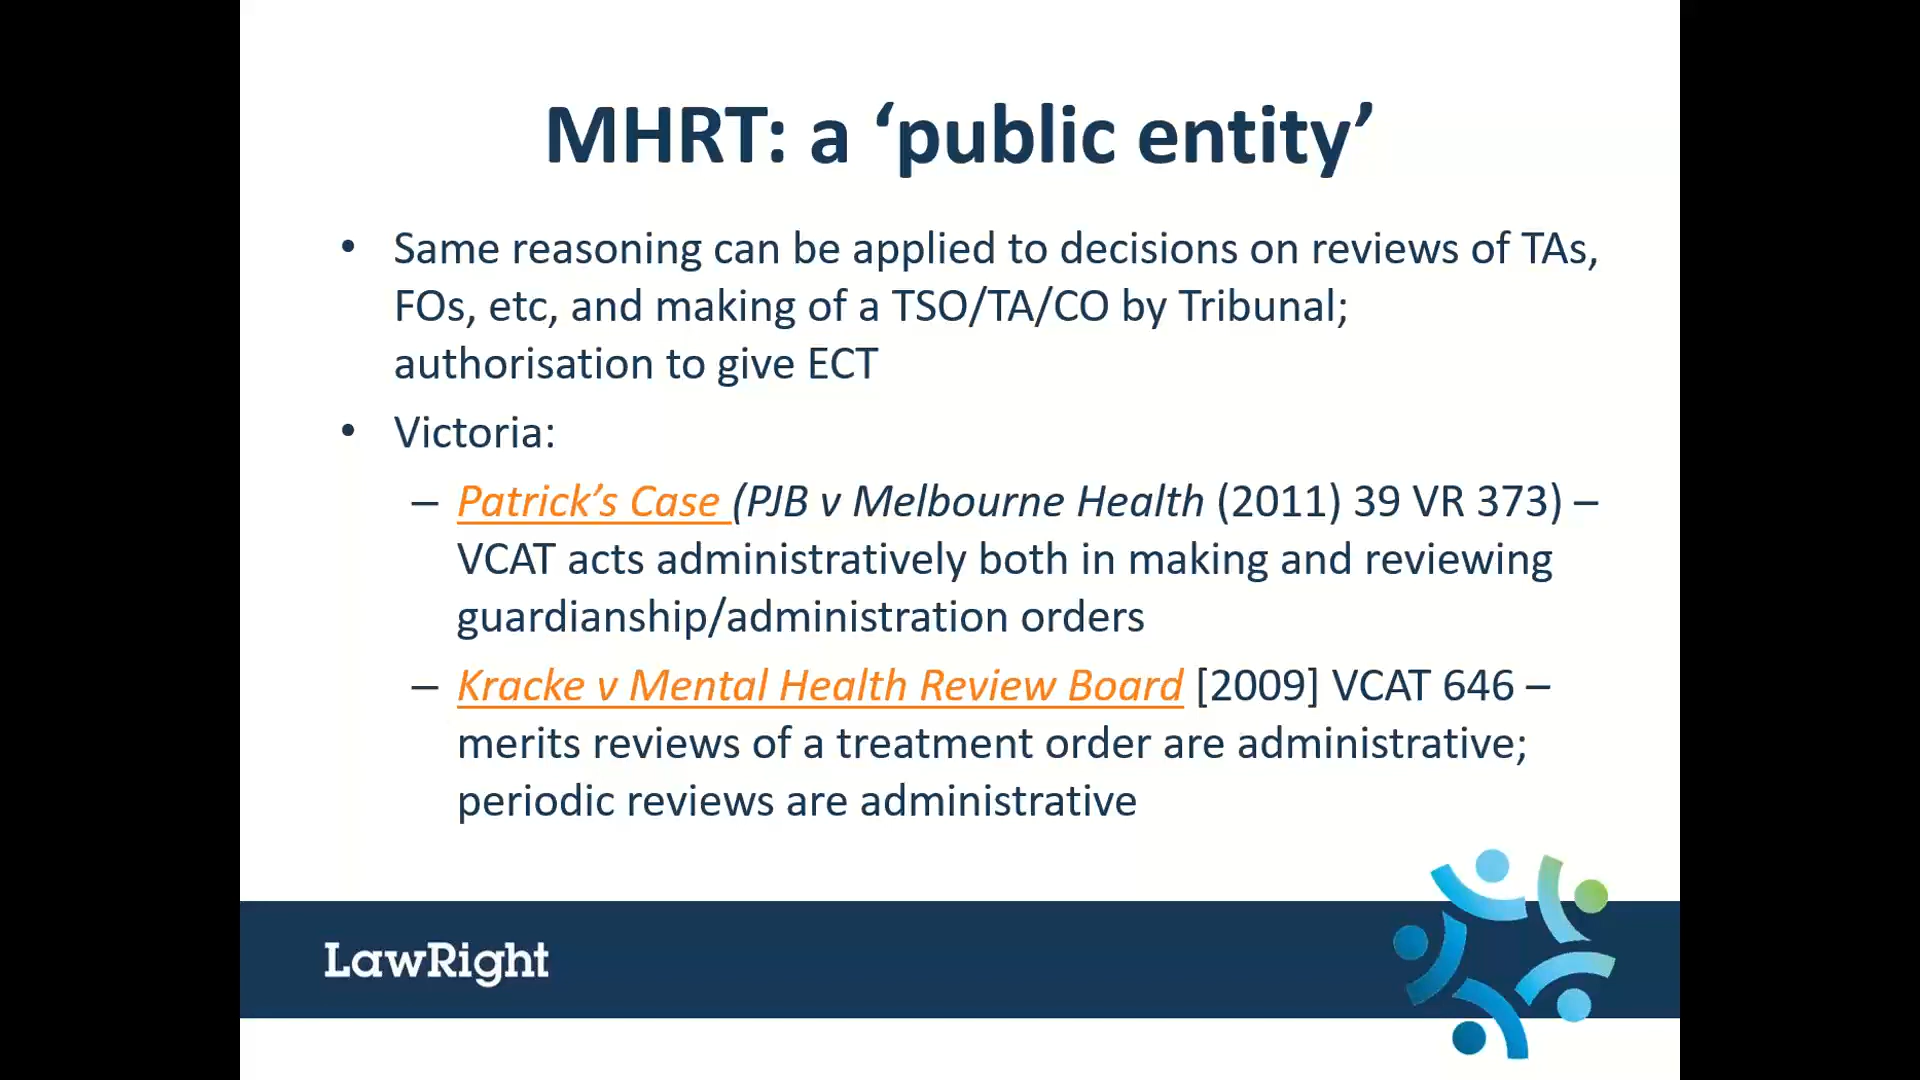 MHRT: a ‘public entity’
• Same reasoning can be applied to decisions on reviews of TAs,
FOs, etc, and making of a TSO/TA/CO by Tribunal;
authorisation to give ECT
• Victoria:
– Patrick’s Case (PJB v Melbourne Health (2011) 39 VR 373) –
VCAT acts administratively both in making and reviewing
guardianship/administration orders
– Kracke v Mental Health Review Board [2009] VCAT 646 –
merits reviews of a treatment order are administrative;
periodic reviews are administrative
LawRight